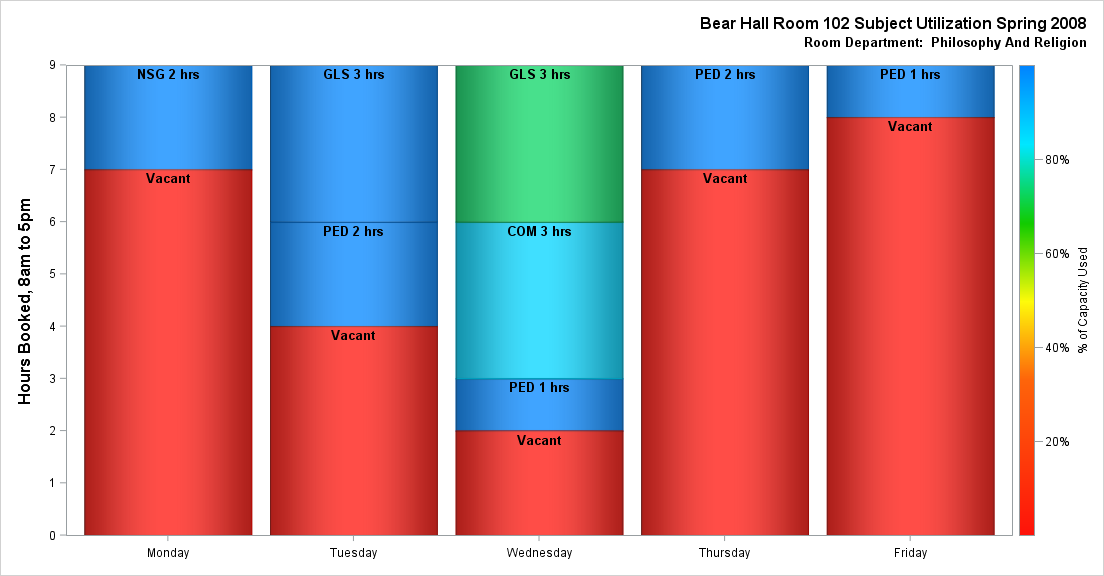 Bear Hall Room 102 Subject Utilization Spring 2008
Room Department:  Philosophy And Religion
Hours Booked, 8am to 5pm
9
8
7
6
5
4
3
2
1
0
NSG 2 hrs
Vacant
GLS 3 hrs
PED 2 hrs
Vacant
GLS 3 hrs
COM 3 hrs
PED 1 hrs
Vacant
PED 2 hrs
Vacant
PED 1 hrs
Vacant
Monday
Tuesday
Wednesday
Thursday
Friday
80%
60%
40%
20%
% of Capacity Used